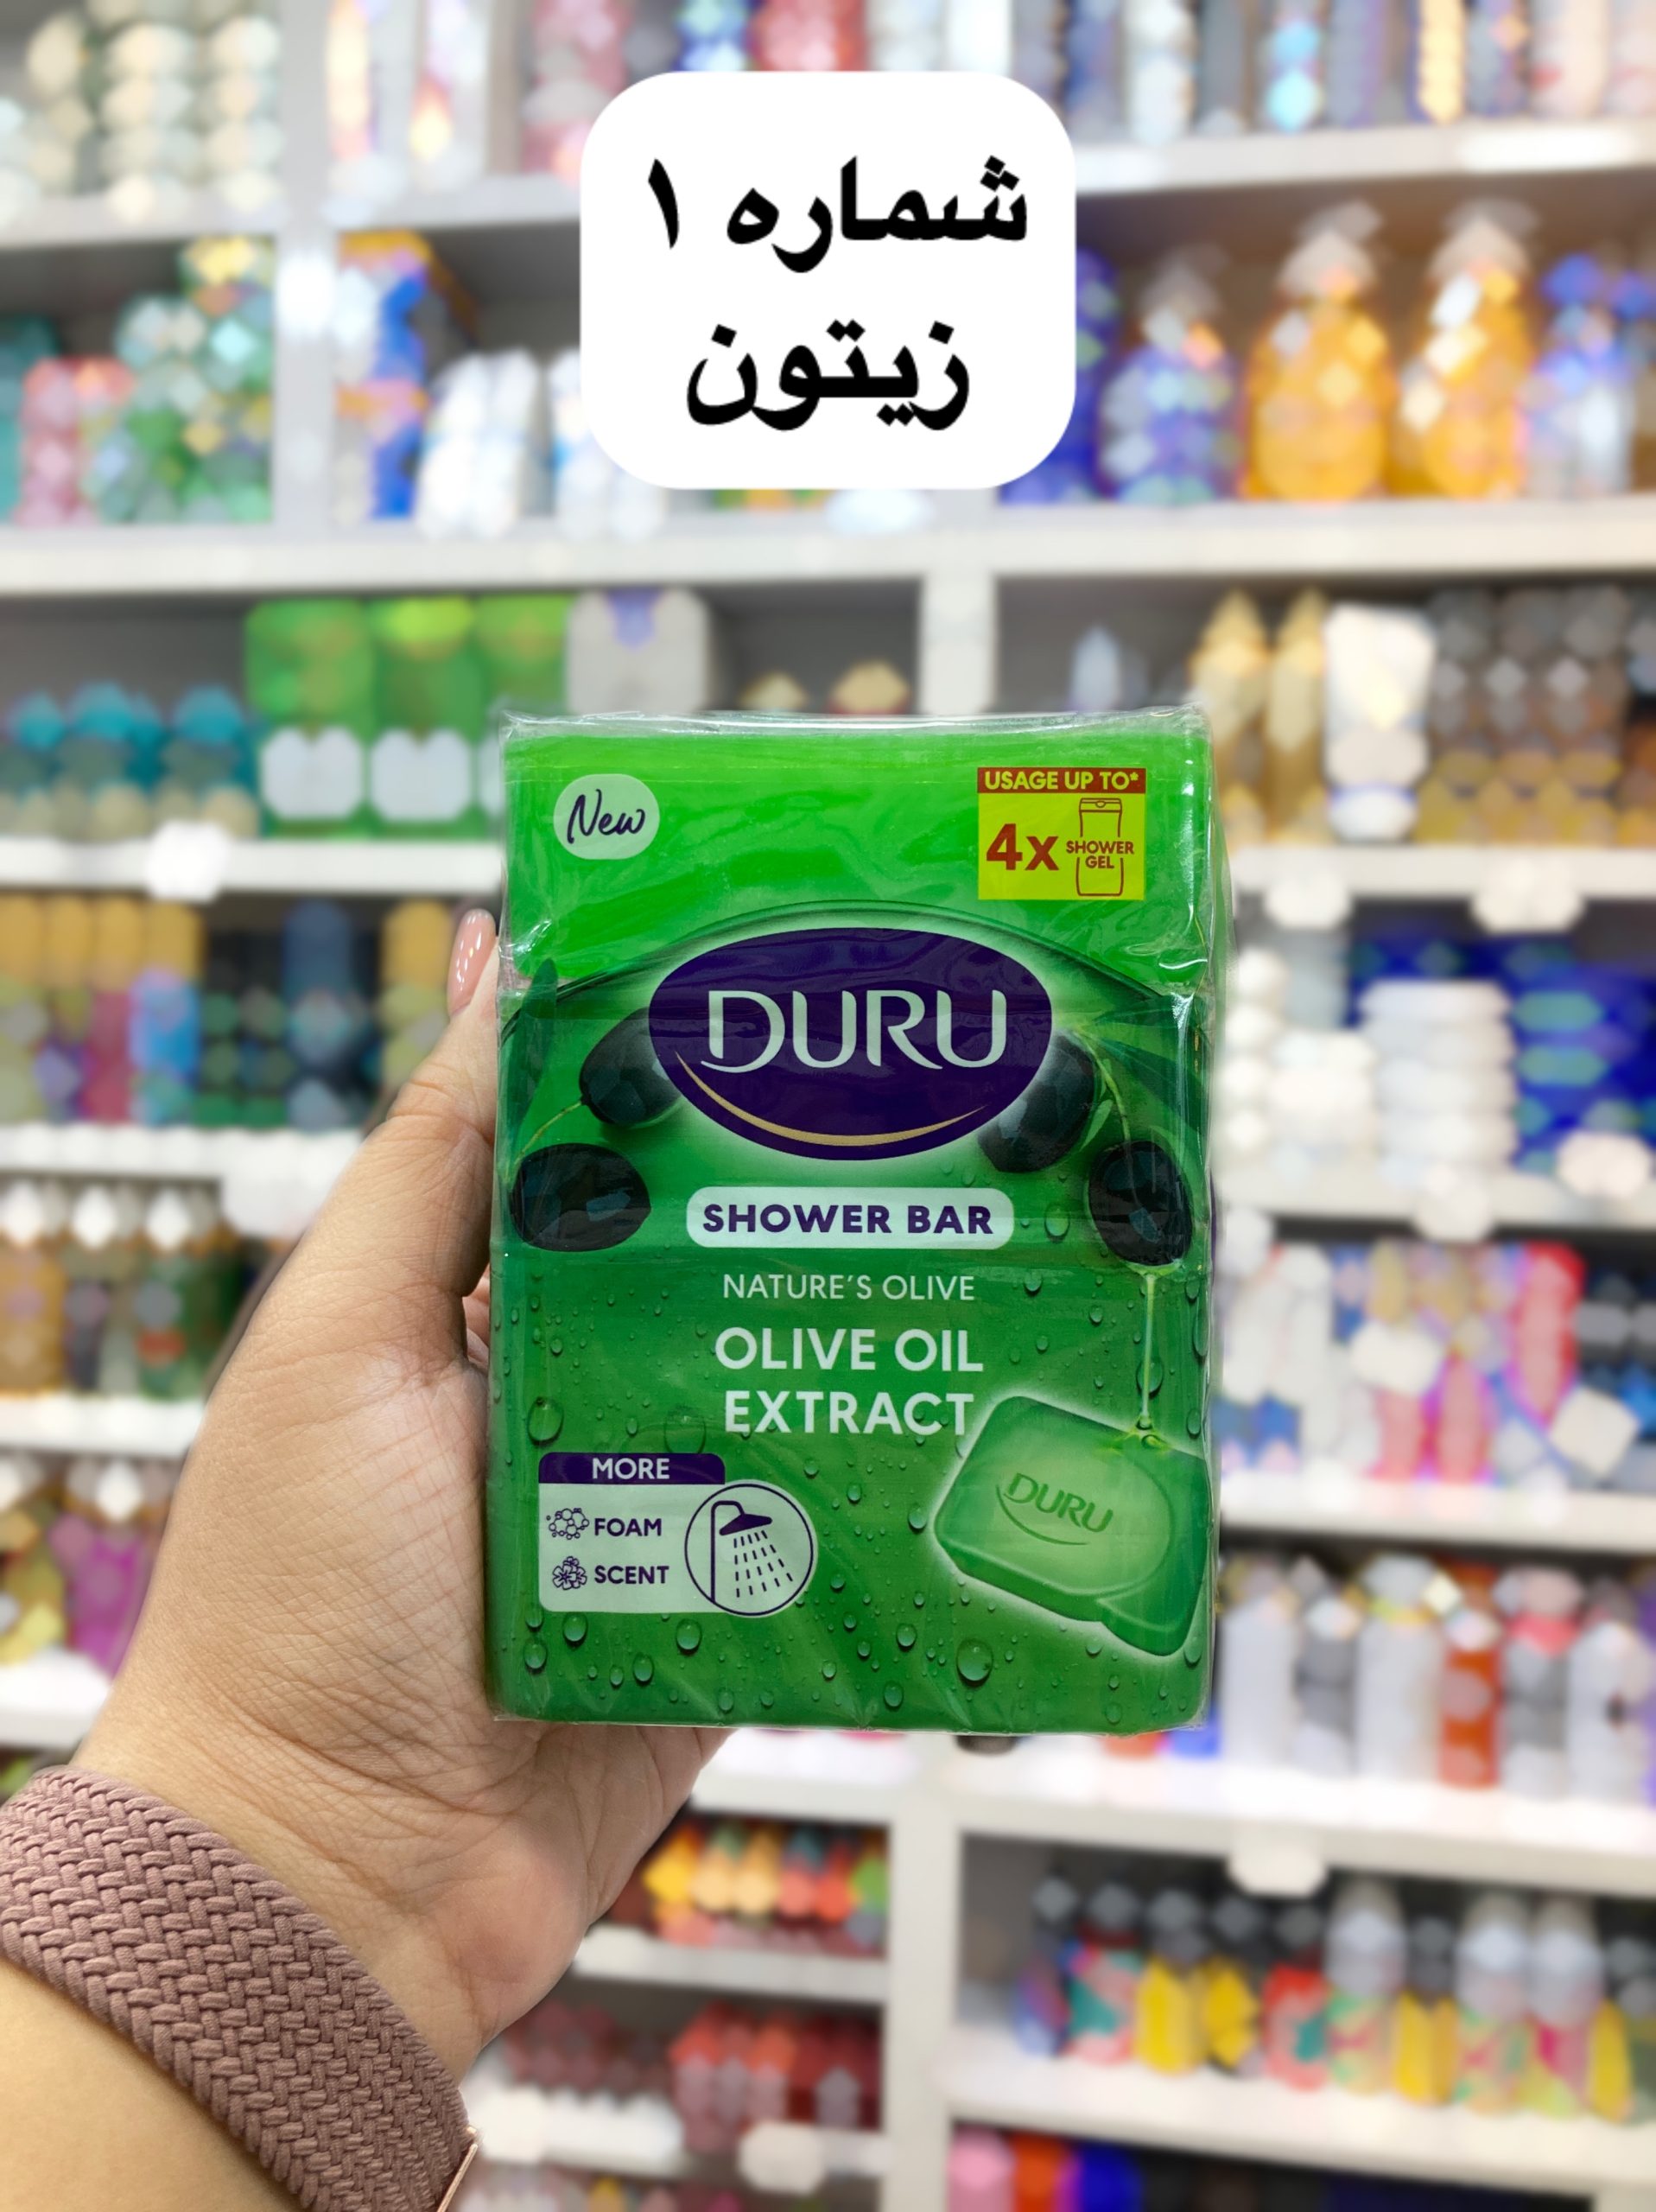 شماره ۱
زیتون
New
USAGE UP TO*
4x SHOWER GEL
DURU
SHOWER BAR
NATURE'S OLIVE
OLIVE OIL
EXTRACT
MORE
FOAM
SCENT
DURU